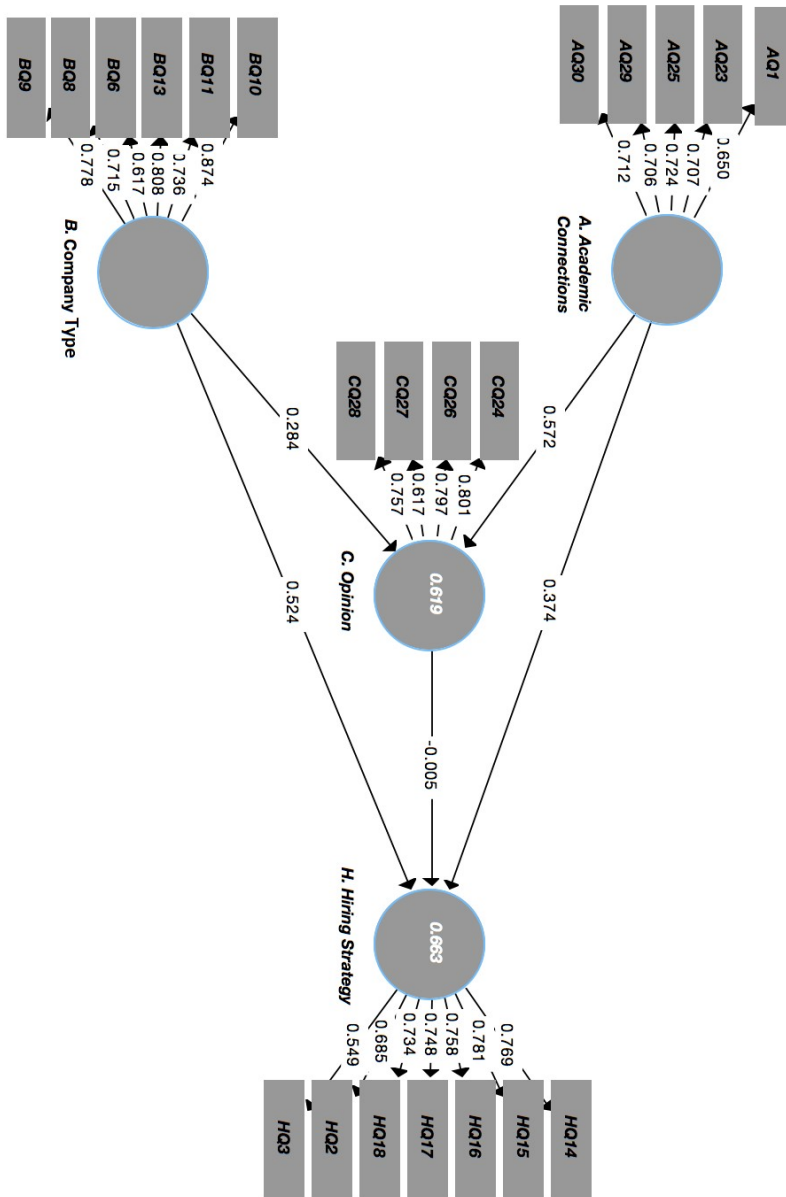 AQ1
AQ23
AQ25
AQ29
AQ30
0.650
0.707
0.724
0.706
0.712
A. Academic
Connections
0.572
0.374
CQ24
CQ26
CQ27
CQ28
0.801
0.797
0.617
0.757
0.619
C. Opinion
-0.005
0.663
H. Hiring Strategy
0.769
0.781
0.758
0.748
0.734
0.685
0.549
HQ14
HQ15
HQ16
HQ17
HQ18
HQ2
HQ3
BQ10
BQ11
BQ13
BQ6
BQ8
BQ9
0.874
0.736
0.808
0.617
0.715
0.778
B. Company Type
0.284
0.524